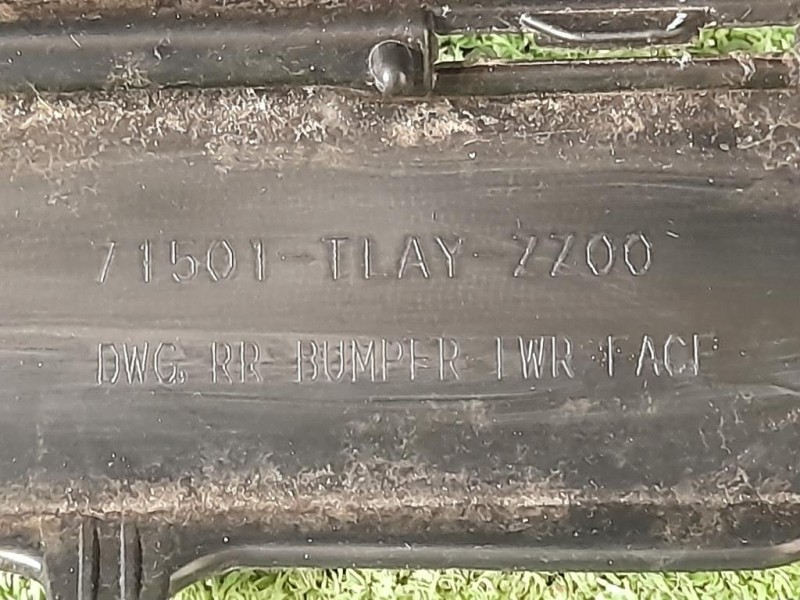 71501-TLAY-ZZ00
DWG RR BUMPER LWR FACE